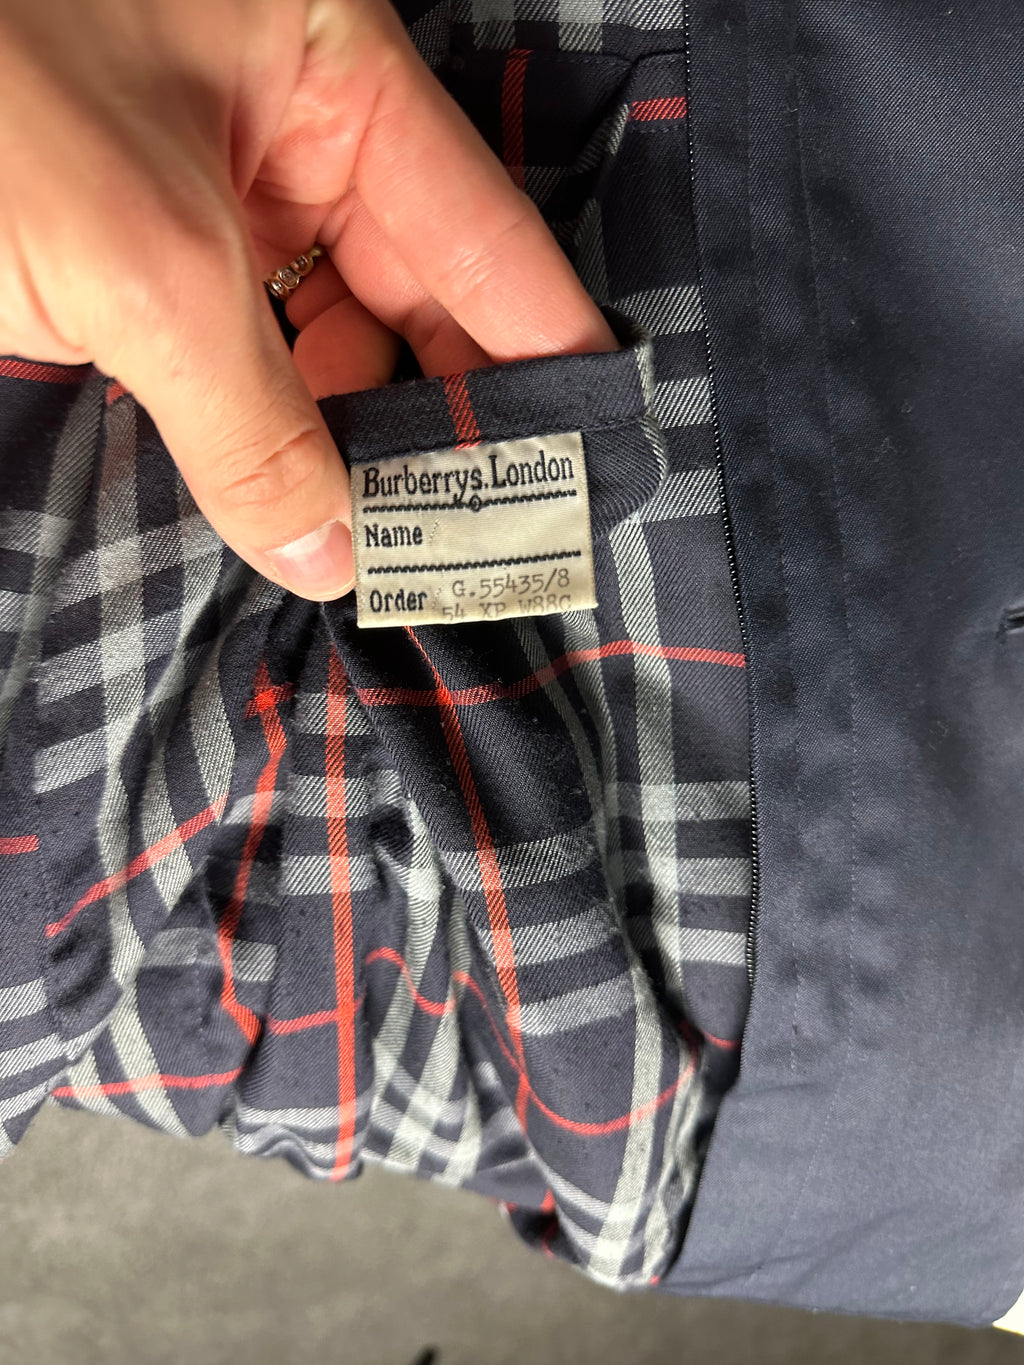 Burberrys.London
Name
Order G.55435/8
54 XP W88C